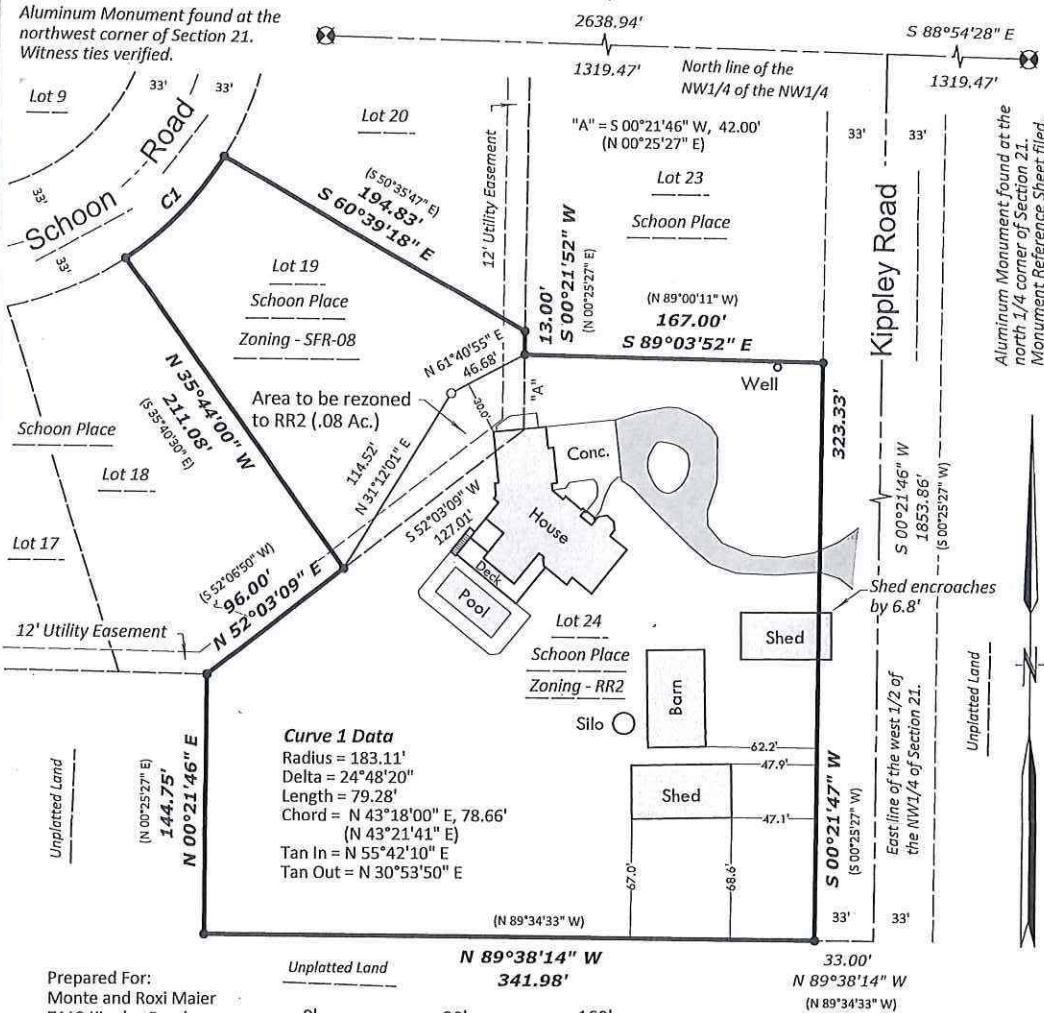 Aluminum Monument found at the
northwest corner of Section 21.
Witness ties verified.
2638.94'
S 88°54'28" E
1319.47'
North line of the
NW1/4 of the NW1/4
1319.47'
Lot 9
33'
33'
Lot 20
12' Utility Easement
"A" = S 00°21'46" W, 42.00'
(N 00°25'27" E)
33'
33'
Lot 23
Schoon Place
Aluminum Monument found at the
north 1/4 corner of Section 21.
Monument Reference Sheet filed
Schoon Road
33'
33'
C1
(S 50°35'47" E)
194.83'
S 60°39'18" E
Lot 19
Schoon Place
Zoning - SFR-08
13.00'
S 00°21'52" W
(N 00°25'27" E)
(N 89°00'11" W)
167.00'
S 89°03'52" E
Kippley Road
N 61°40'55" E
46.68'
Well
N 35°44'00" W
211.08'
(S 35°40'30" E)
Area to be rezoned
to RR2 (.08 Ac.)
30.0'
"A"
323.33'
Schoon Place
Lot 18
114.52'
N 31°12'01" E
Conc.
House
S 00°21'46" W
1853.86'
(S 00°25'27" W)
S 52°03'09" W
127.01'
Lot 17
Deck
Pool
(S 52°06'50" W)
96.00'
N 52°03'09" E
Shed encroaches
by 6.8'
12' Utility Easement
Lot 24
Schoon Place
Zoning - RR2
Shed
Barn
Silo
East line of the west 1/2 of
the NW1/4 of Section 21.
Unplatted Land
Unplatted Land
(N 00°25'27" E)
144.75'
N 00°21'46" E
Curve 1 Data
Radius = 183.11'
Delta = 24°48'20"
Length = 79.28'
Chord = N 43°18'00" E, 78.66'
(N 43°21'41" E)
Tan In = N 55°42'10" E
Tan Out = N 30°53'50" E
62.2'
47.9'
Shed
47.1'
67.0'
68.6'
S 00°21'47" W
(S 00°25'27" W)
33'
33'
(N 89°34'33" W)
N 89°38'14" W
341.98'
33.00'
N 89°38'14" W
(N 89°34'33" W)
Unplatted Land
Prepared For:
Monte and Roxi Maier